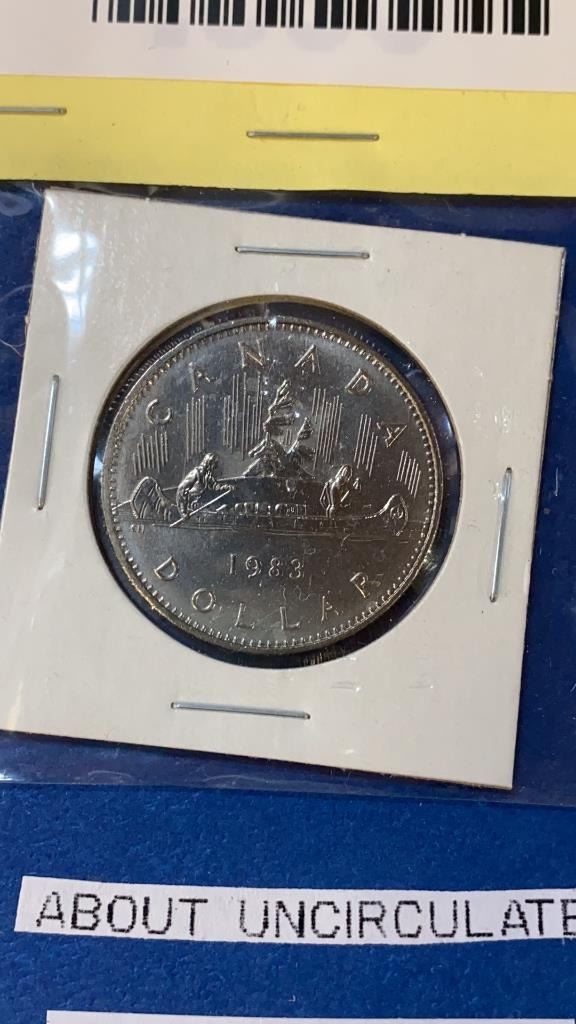 CANADA
1983
DOLLAR
ABOUT UNCIRCULATE